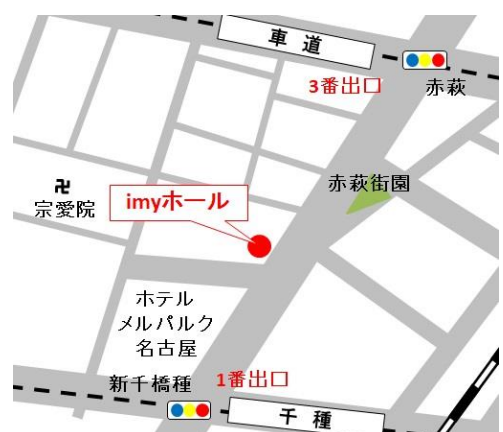 車道
3番出口
赤萩
卍
宗愛院
imyホール
赤萩街園
ホテル
メルパルク
名古屋
新千橋種
1番出口
千種